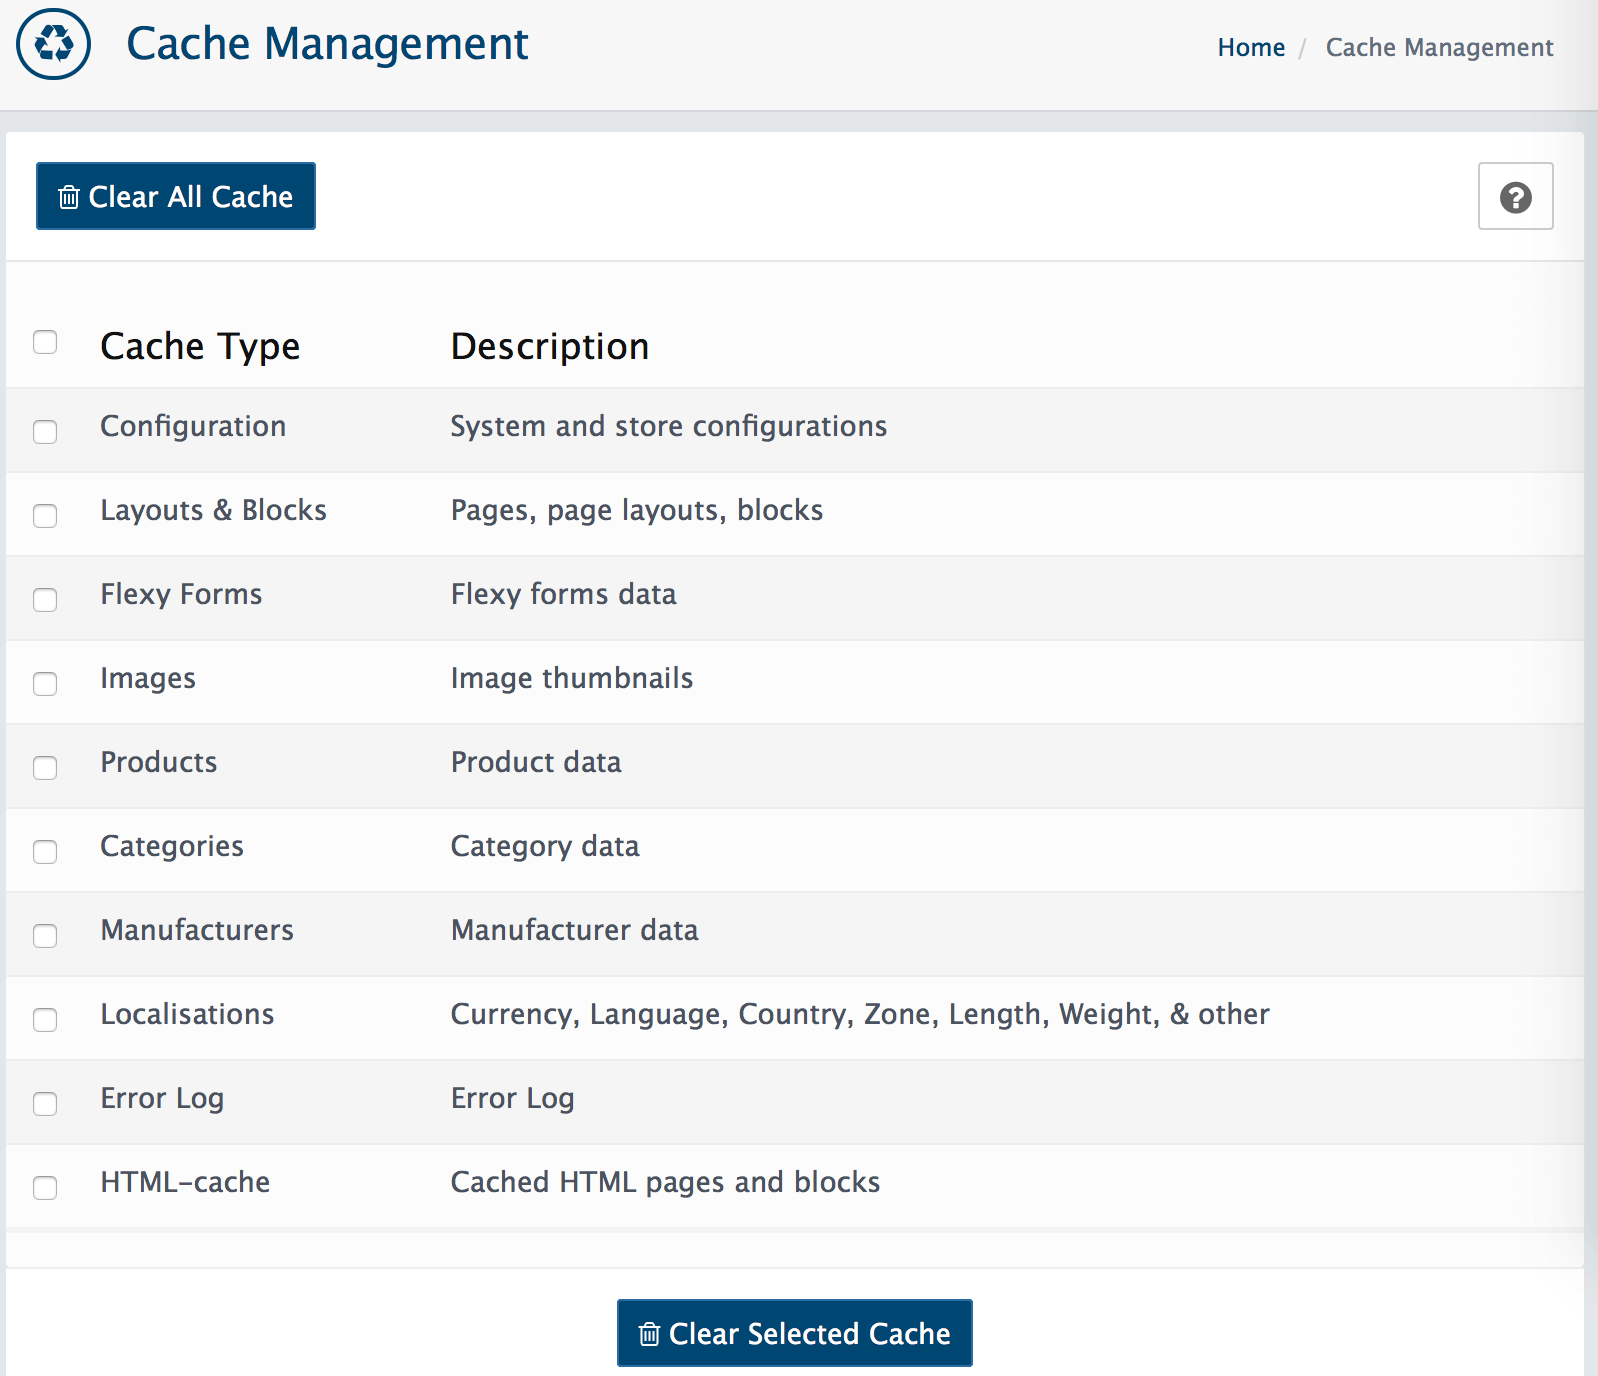 Cache Management
Home / Cache Management
Clear All Cache
?
Cache Type Description
Configuration System and store configurations
Layouts & Blocks Pages, page layouts, blocks
Flexy Forms Flexy forms data
Images Image thumbnails
Products Product data
Categories Category data
Manufacturers Manufacturer data
Localisations Currency, Language, Country, Zone, Length, Weight, & other
Error Log Error Log
HTML-cache Cached HTML pages and blocks
Clear Selected Cache